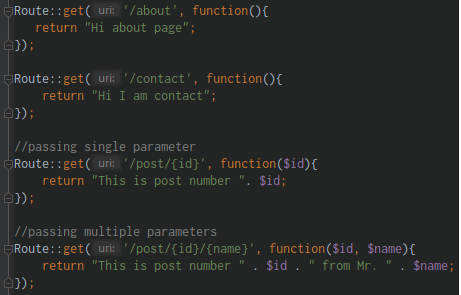 Route::get( uri: '/about', function(){
   return "Hi about page";
});

Route::get( uri: '/contact', function(){
    return "Hi I am contact";
});

//passing single parameter
Route::get( uri: '/post/{id}', function($id){
    return "This is post number ". $id;
});

//passing multiple parameters
Route::get( uri: '/post/{id}/{name}', function($id, $name){
    return "This is post number " . $id . " from Mr. " . $name;
});